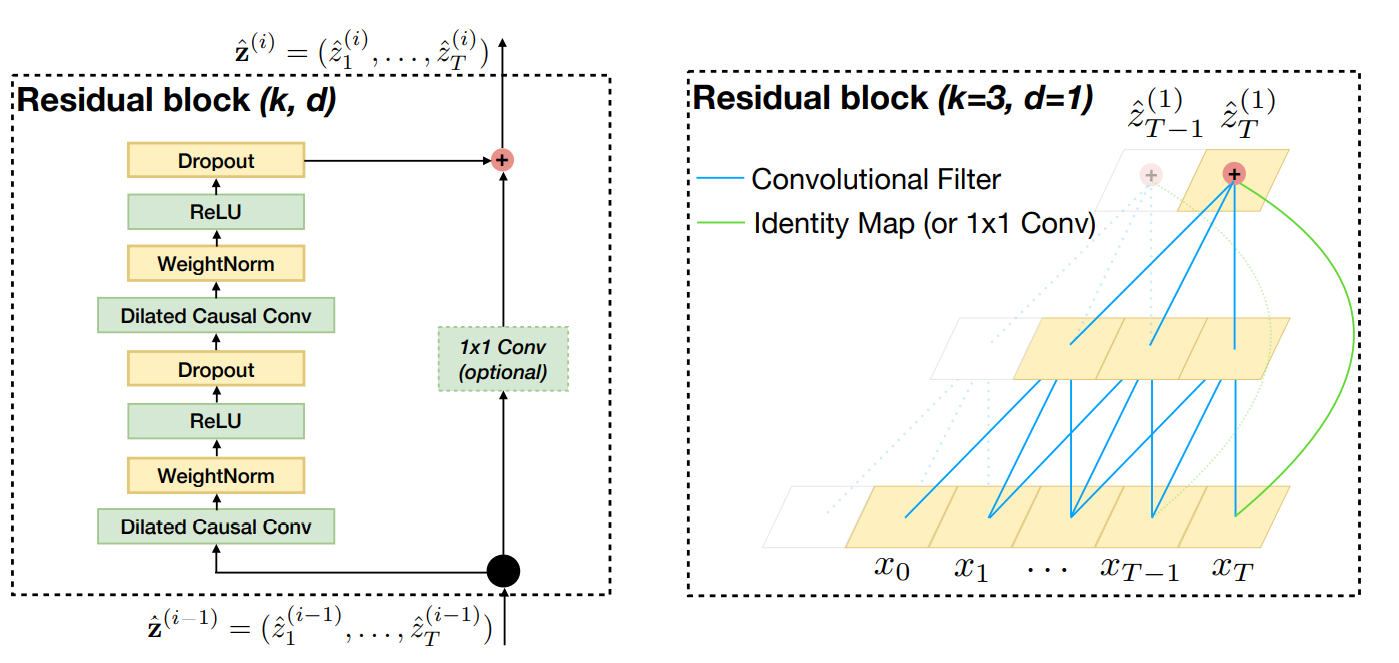 ẑ^(i) = (ẑ_1^(i), . . . , ẑ_T^(i))
Residual block (k, d)
Dropout
ReLU
WeightNorm
Dilated Causal Conv
Dropout
ReLU
WeightNorm
Dilated Causal Conv
+
1x1 Conv
(optional)
ẑ^(i−1) = (ẑ_1^(i−1), . . . , ẑ_T^(i−1))
Residual block (k=3, d=1)
ẑ_{T−1}^(1) ẑ_T^(1)
+ +
Convolutional Filter
Identity Map (or 1x1 Conv)
x_0 x_1 . . . x_{T−1} x_T